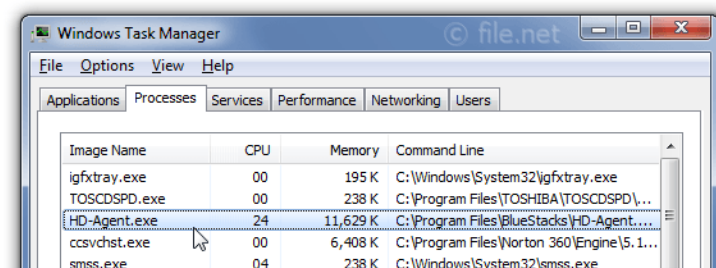 Windows Task Manager © file.net
File Options View Help
Applications Processes Services Performance Networking Users
Image Name CPU Memory Command Line
igfxtray.exe 00 195 K C:\Windows\System32\igfxtray.exe
TOSCDSPD.exe 00 238 K C:\Program Files\TOSHIBA\TOSCDSPD\...
HD-Agent.exe 24 11,629 K C:\Program Files\BlueStacks\HD-Agent....
ccsvchst.exe 00 6,408 K C:\Program Files\Norton 360\Engine\5.1...
smss.exe 04 238 K C:\Windows\System32\smss.exe